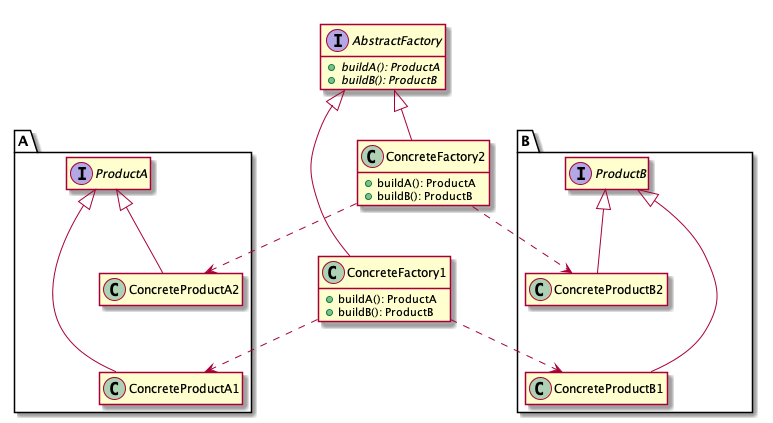 I AbstractFactory
buildA(): ProductA
buildB(): ProductB
A
B
C ConcreteFactory2
buildA(): ProductA
buildB(): ProductB
I ProductA
I ProductB
C ConcreteFactory1
buildA(): ProductA
buildB(): ProductB
C ConcreteProductA2
C ConcreteProductB2
C ConcreteProductA1
C ConcreteProductB1